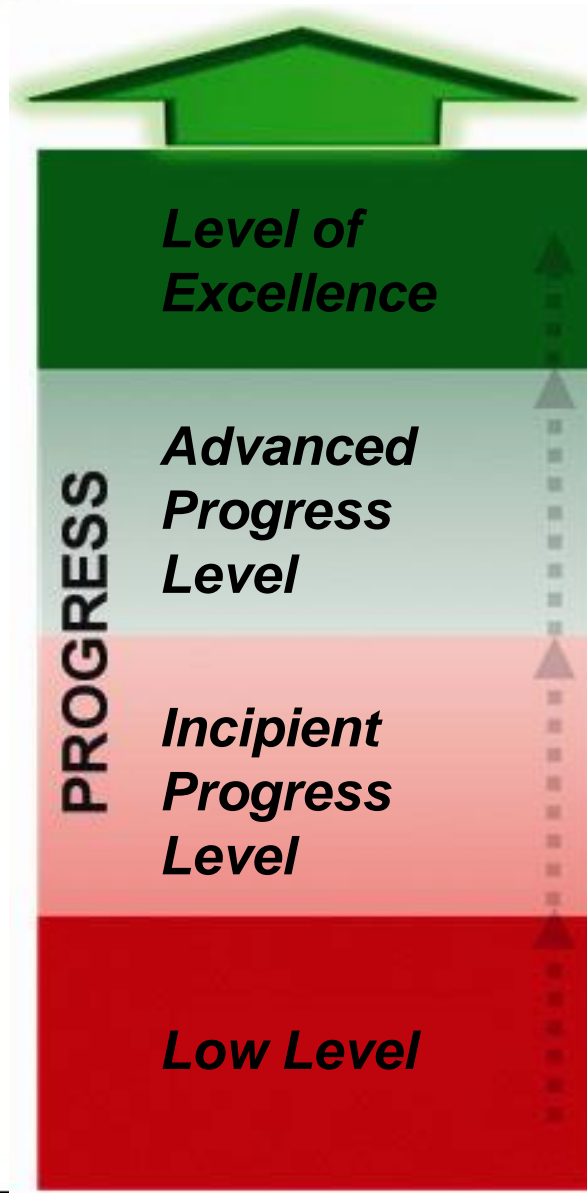 Level of
Excellence
Advanced
Progress
Level
PROGRESS
Incipient
Progress
Level
Low Level